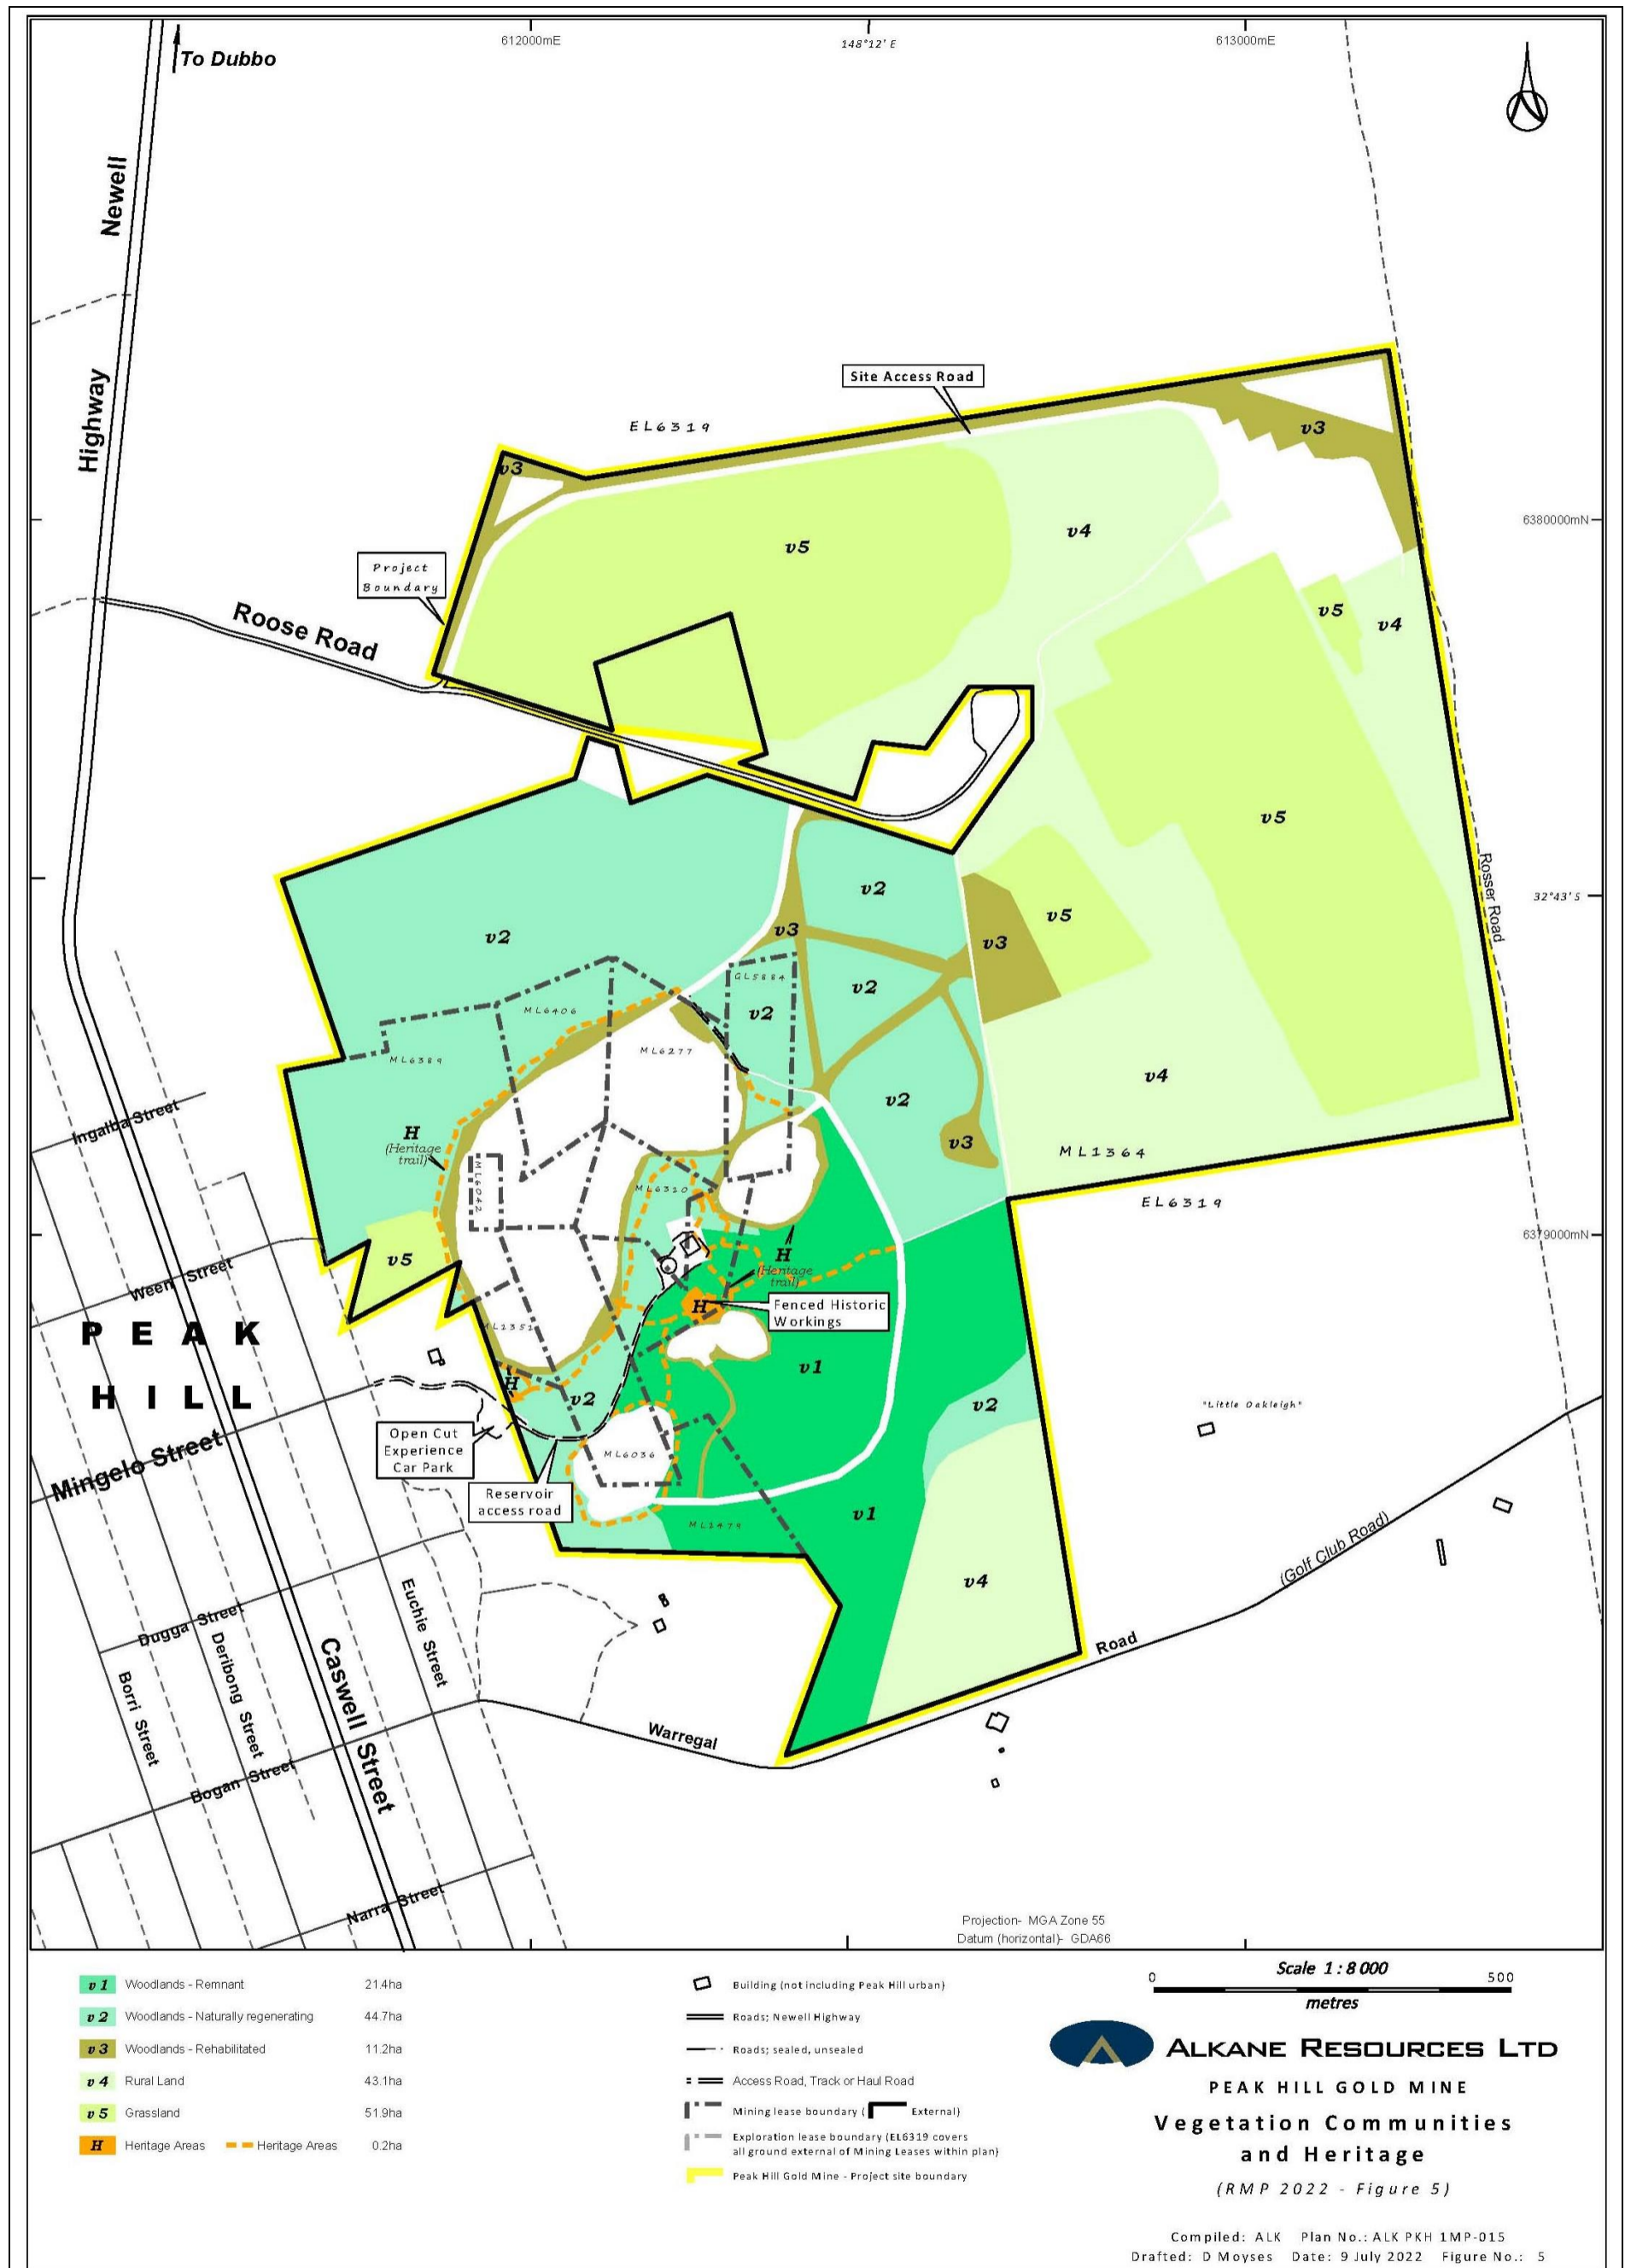 612000mE
148°12' E
613000mE
To Dubbo
Newell
Highway
Site Access Road
EL6319
v3
v3
6380000mN
v5
v4
Project
Boundary
Roose Road
v5
v4
v5
Rosser Road
32°43' S
v2
v2
v3
v3
v5
v2
GL5884
v2
ML6406
ML6277
ML6389
v4
v2
Ingalba Street
H
(Heritage
trail)
v3
ML1364
ML6042
ML6310
EL6319
6379000mN
v5
H
(Heritage
trail)
Ween Street
H
Fenced Historic
Workings
PEAK
HILL
ML1351
v1
H
v2
v2
"Little Oakleigh"
Open Cut
Experience
Car Park
Mingelo Street
ML6036
Reservoir
access road
v1
ML1479
(Golf Club Road)
v4
Dugga Street
Deribong Street
Euchie Street
Borri Street
Caswell Street
Road
Warregal
Bogan Street
Narra Street
Projection- MGA Zone 55
Datum (horizontal)- GDA66
v1 Woodlands - Remnant 21.4ha
v2 Woodlands - Naturally regenerating 44.7ha
v3 Woodlands - Rehabilitated 11.2ha
v4 Rural Land 43.1ha
v5 Grassland 51.9ha
H Heritage Areas Heritage Areas 0.2ha
Building (not including Peak Hill urban)
Roads; Newell Highway
Roads; sealed, unsealed
Access Road, Track or Haul Road
Mining lease boundary ( External)
Exploration lease boundary (EL6319 covers
all ground external of Mining Leases within plan)
Peak Hill Gold Mine - Project site boundary
Scale 1 : 8 000
0 500
metres
ALKANE RESOURCES LTD
PEAK HILL GOLD MINE
Vegetation Communities
and Heritage
(RMP 2022 - Figure 5)
Compiled: ALK Plan No.: ALK PKH 1MP-015
Drafted: D Moyses Date: 9 July 2022 Figure No.: 5